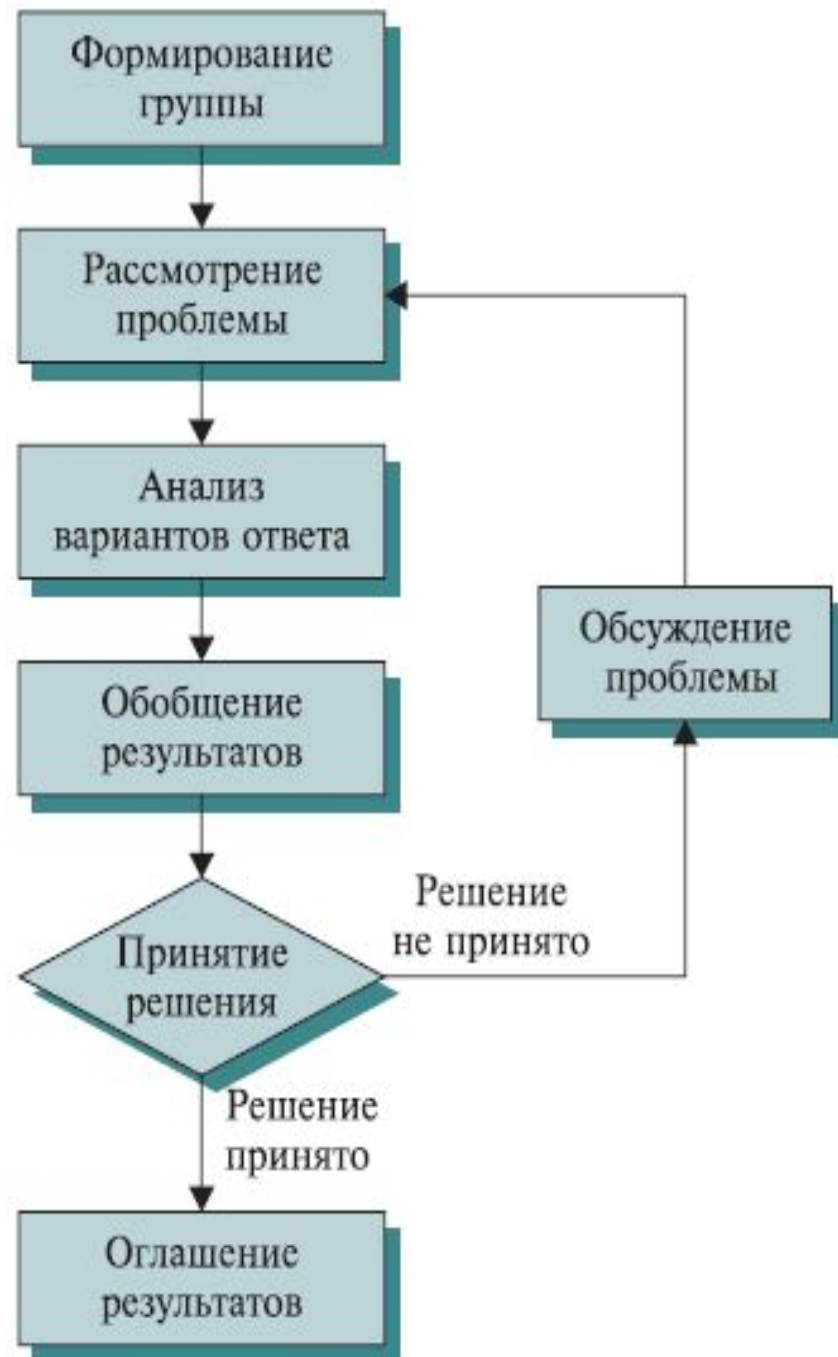 Формирование
группы
Рассмотрение
проблемы
Анализ
вариантов ответа
Обсуждение
проблемы
Обобщение
результатов
Решение
не принято
Принятие
решения
Решение
принято
Оглашение
результатов